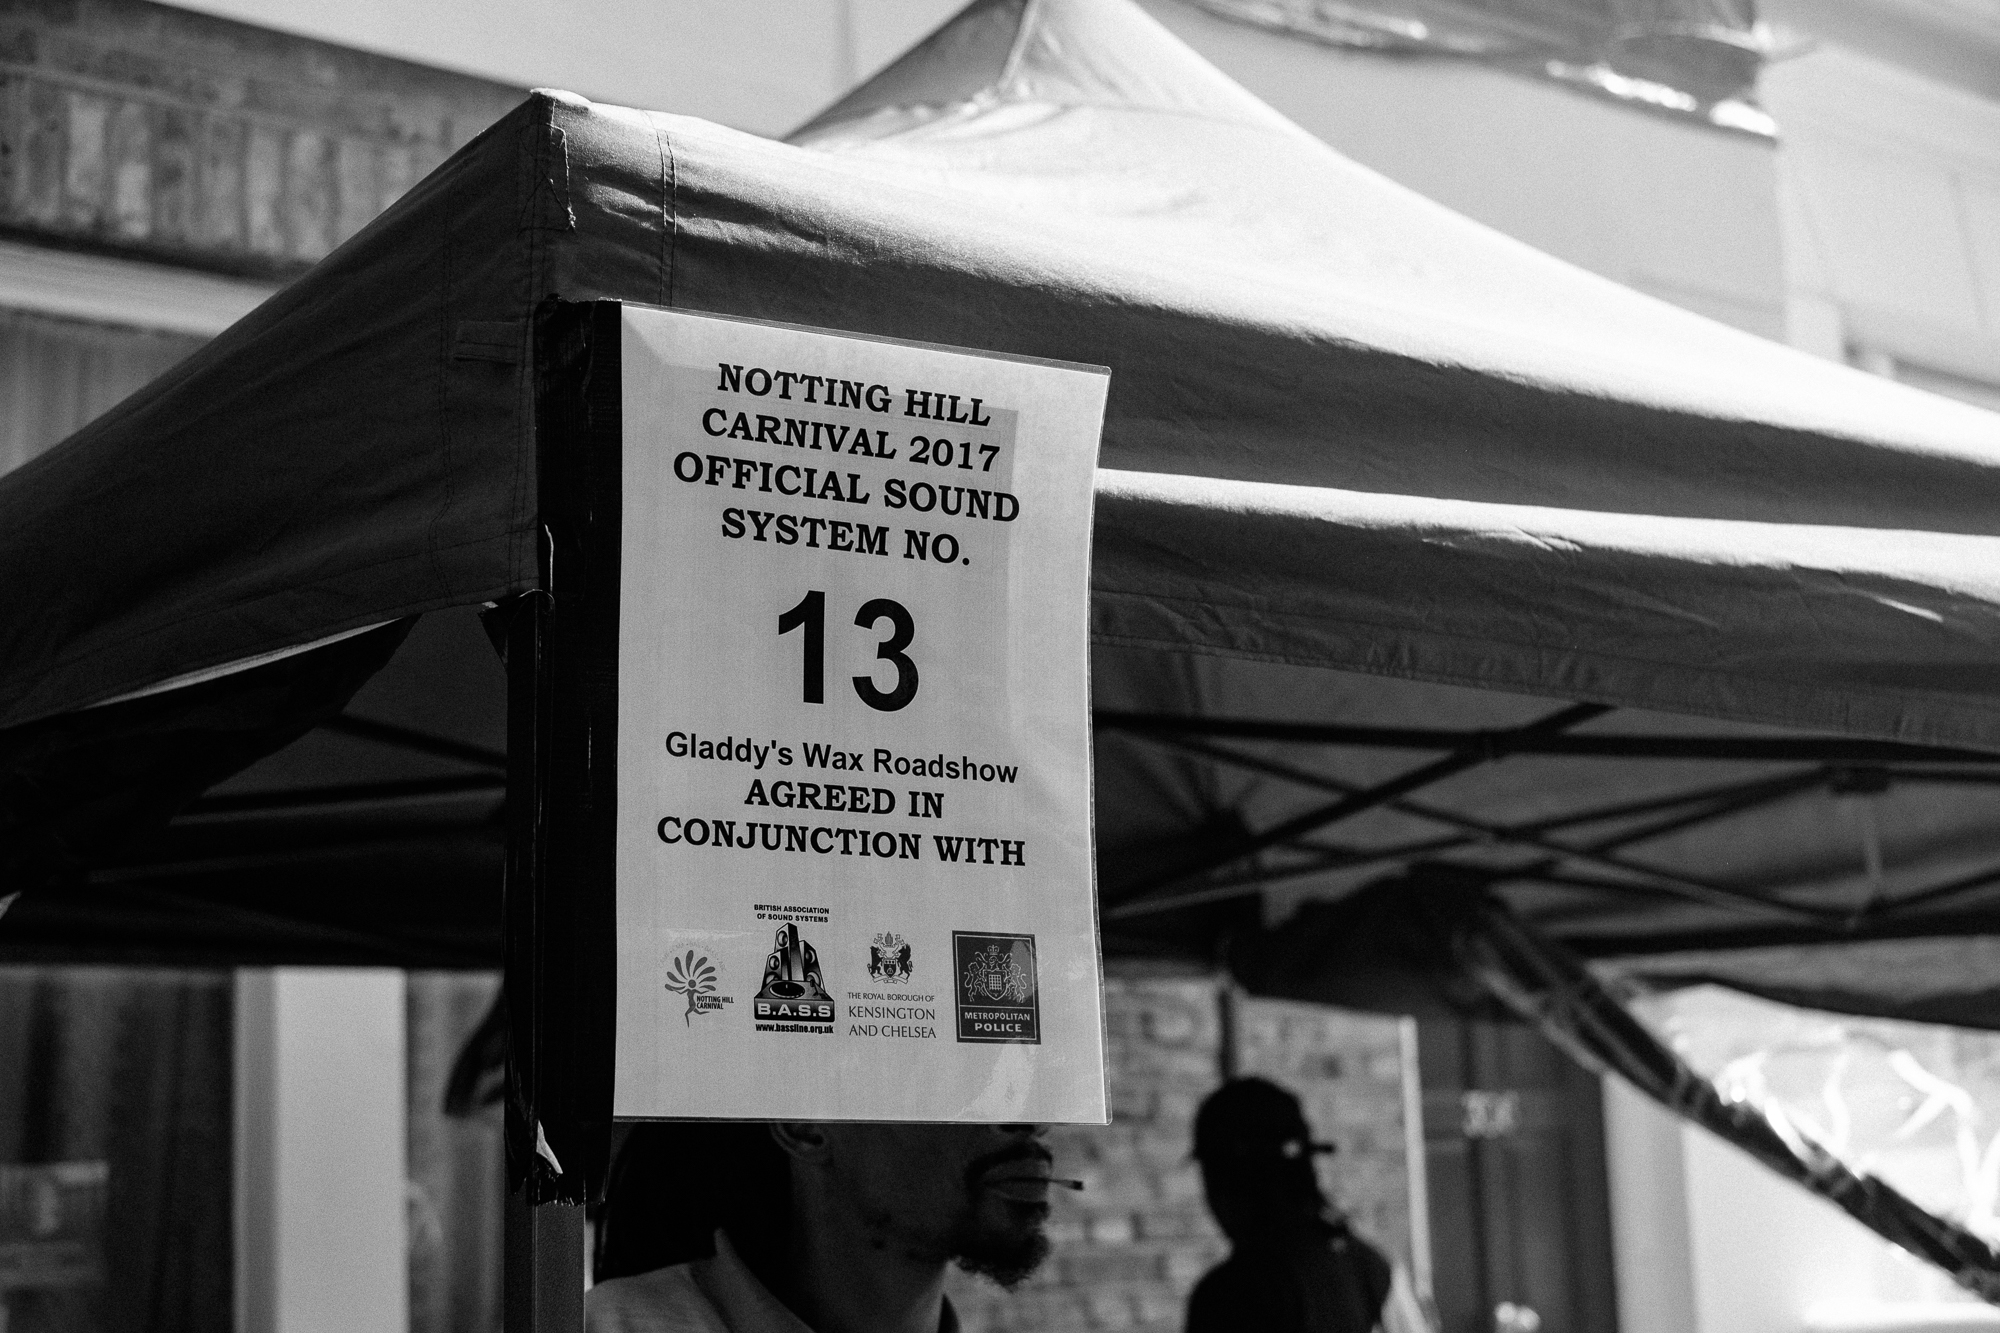 NOTTING HILL
CARNIVAL 2017
OFFICIAL SOUND
SYSTEM NO.
13
Gladdy's Wax Roadshow
AGREED IN
CONJUNCTION WITH
BRITISH ASSOCIATION
OF SOUND SYSTEMS
NOTTING HILL
CARNIVAL
B.A.S.S
www.bassline.org.uk
THE ROYAL BOROUGH OF
KENSINGTON
AND CHELSEA
METROPOLITAN
POLICE